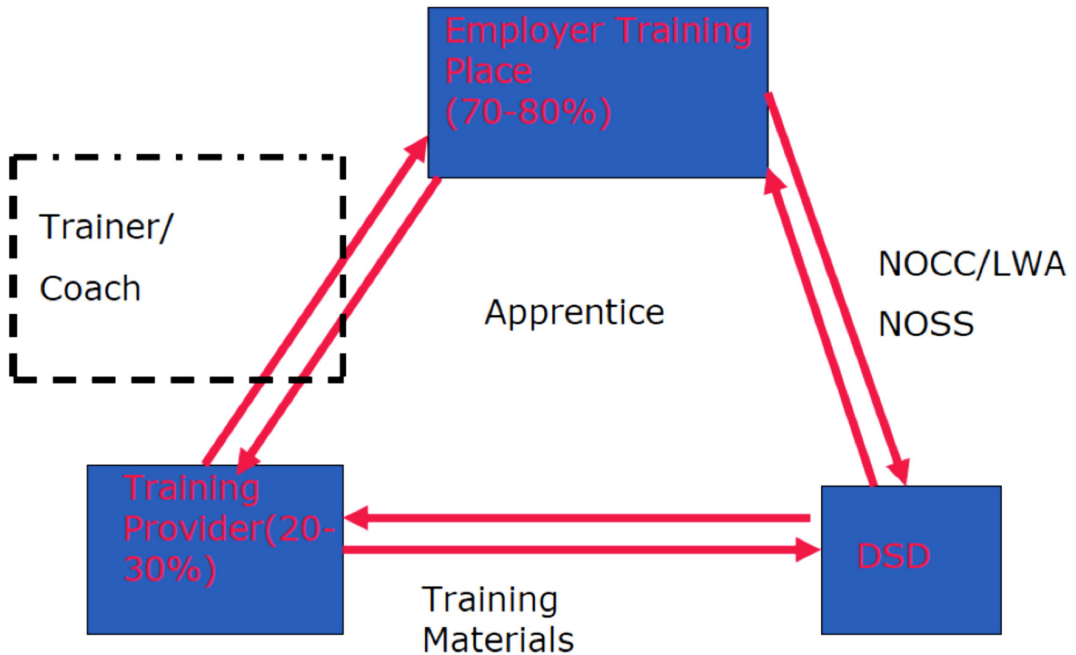 Employer Training
Place
(70-80%)
Trainer/
Coach
Apprentice
NOCC/LWA
NOSS
Training
Provider(20-
30%)
DSD
Training
Materials